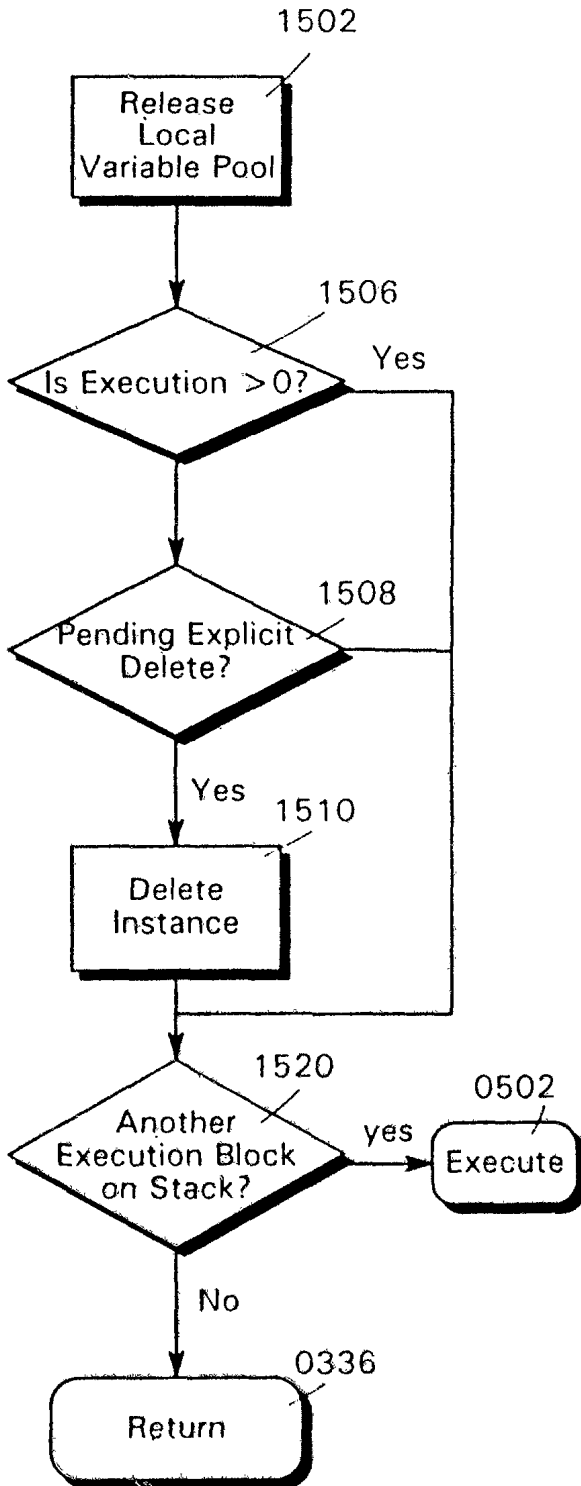 1502
Release
Local
Variable Pool
1506
Is Execution >0?
Yes
1508
Pending Explicit
Delete?
Yes
1510
Delete
Instance
1520
Another
Execution Block
on Stack?
yes
0502
Execute
No
0336
Return